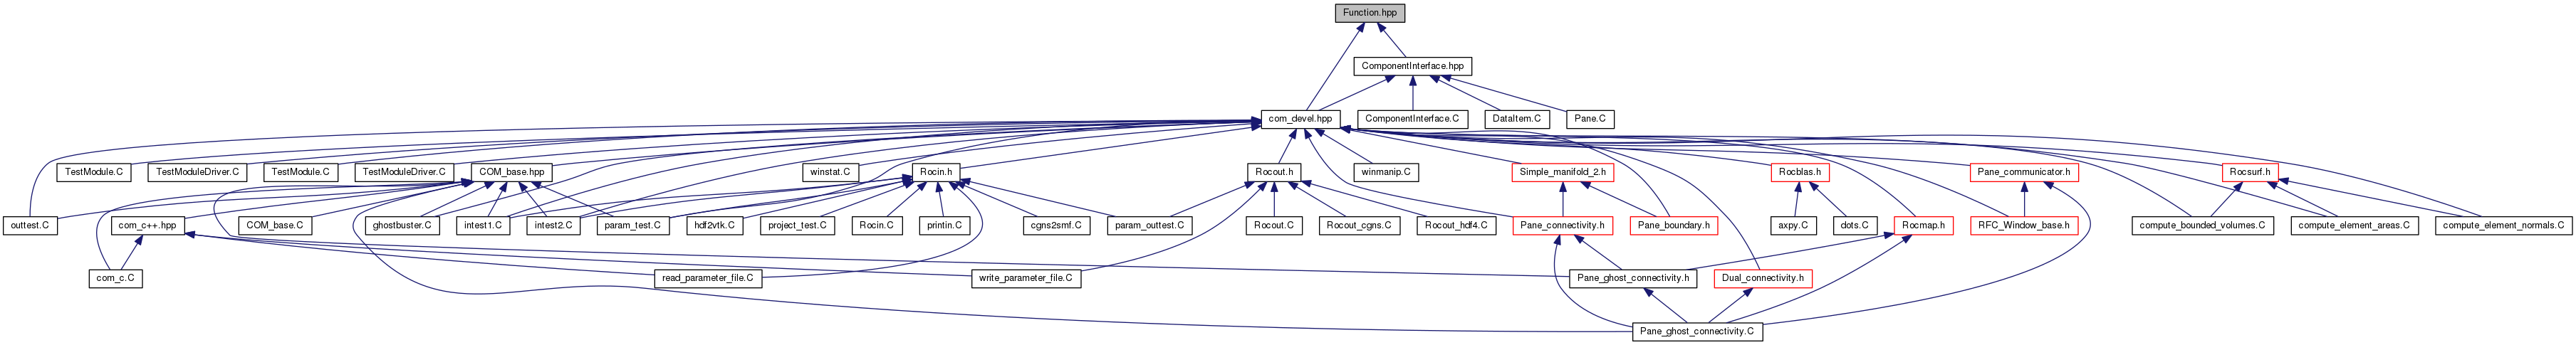 Function.hpp
ComponentInterface.hpp
com_devel.hpp
ComponentInterface.C
DataItem.C
Pane.C
TestModule.C
TestModuleDriver.C
TestModule.C
TestModuleDriver.C
COM_base.hpp
winstat.C
Rocin.h
Rocout.h
winmanip.C
Simple_manifold_2.h
Rocblas.h
Pane_communicator.h
Rocsurf.h
outtest.C
com_c++.hpp
COM_base.C
ghostbuster.C
intest1.C
intest2.C
param_test.C
hdf2vtk.C
project_test.C
Rocin.C
printin.C
cgns2smf.C
param_outtest.C
Rocout.C
Rocout_cgns.C
Rocout_hdf4.C
Pane_connectivity.h
Pane_boundary.h
axpy.C
dots.C
Rocmap.h
RFC_Window_base.h
compute_bounded_volumes.C
compute_element_areas.C
compute_element_normals.C
com_c.C
read_parameter_file.C
write_parameter_file.C
Pane_ghost_connectivity.h
Dual_connectivity.h
Pane_ghost_connectivity.C